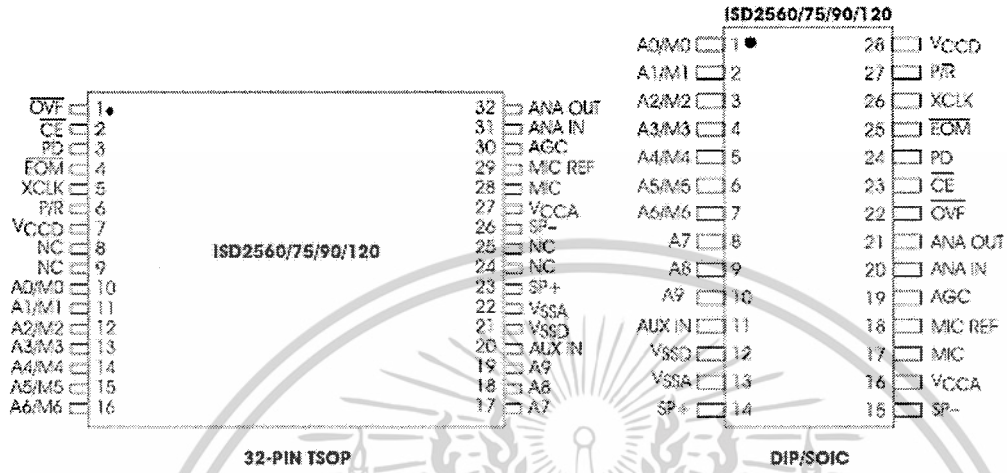 ISD2560/75/90/120
A0/M0 1 28 VCCD
A1/M1 2 27 P/R̅
A2/M2 3 26 XCLK
A3/M3 4 25 E̅O̅M̅
A4/M4 5 24 PD
A5/M5 6 23 C̅E̅
A6/M6 7 22 O̅V̅F̅
A7 8 21 ANA OUT
A8 9 20 ANA IN
A9 10 19 AGC
AUX IN 11 18 MIC REF
VSSD 12 17 MIC
VSSA 13 16 VCCA
SP+ 14 15 SP-
DIP/SOIC
O̅V̅F̅ 1 32 ANA OUT
C̅E̅ 2 31 ANA IN
PD 3 30 AGC
E̅O̅M̅ 4 29 MIC REF
XCLK 5 28 MIC
P/R 6 27 VCCA
VCCD 7 26 SP-
NC 8 25 NC
ISD2560/75/90/120
NC 9 24 NC
A0/M0 10 23 SP+
A1/M1 11 22 VSSA
A2/M2 12 21 VSSD
A3/M3 13 20 AUX IN
A4/M4 14 19 A9
A5/M5 15 18 A8
A6/M6 16 17 A7
32-PIN TSOP